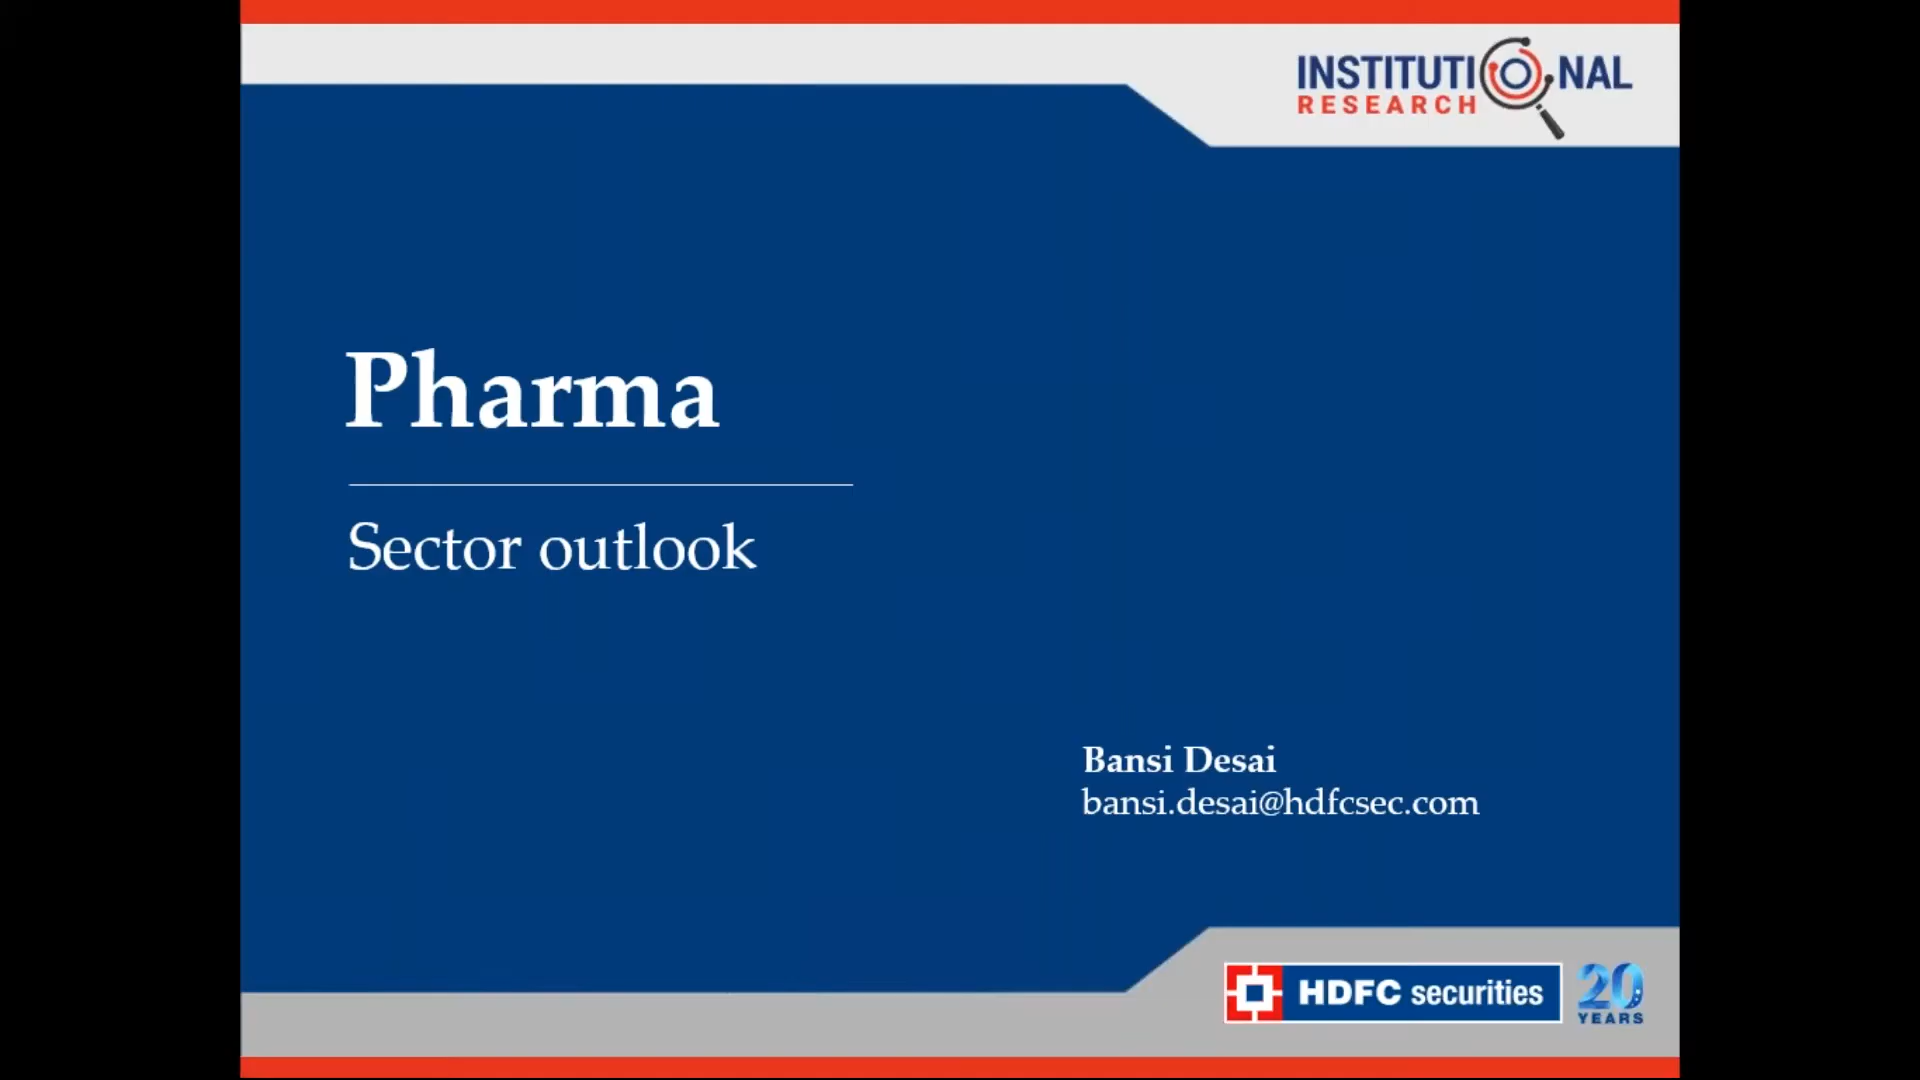 INSTITUTIONAL
RESEARCH
Pharma
Sector outlook
Bansi Desai
bansi.desai@hdfcsec.com
HDFC securities
20
YEARS